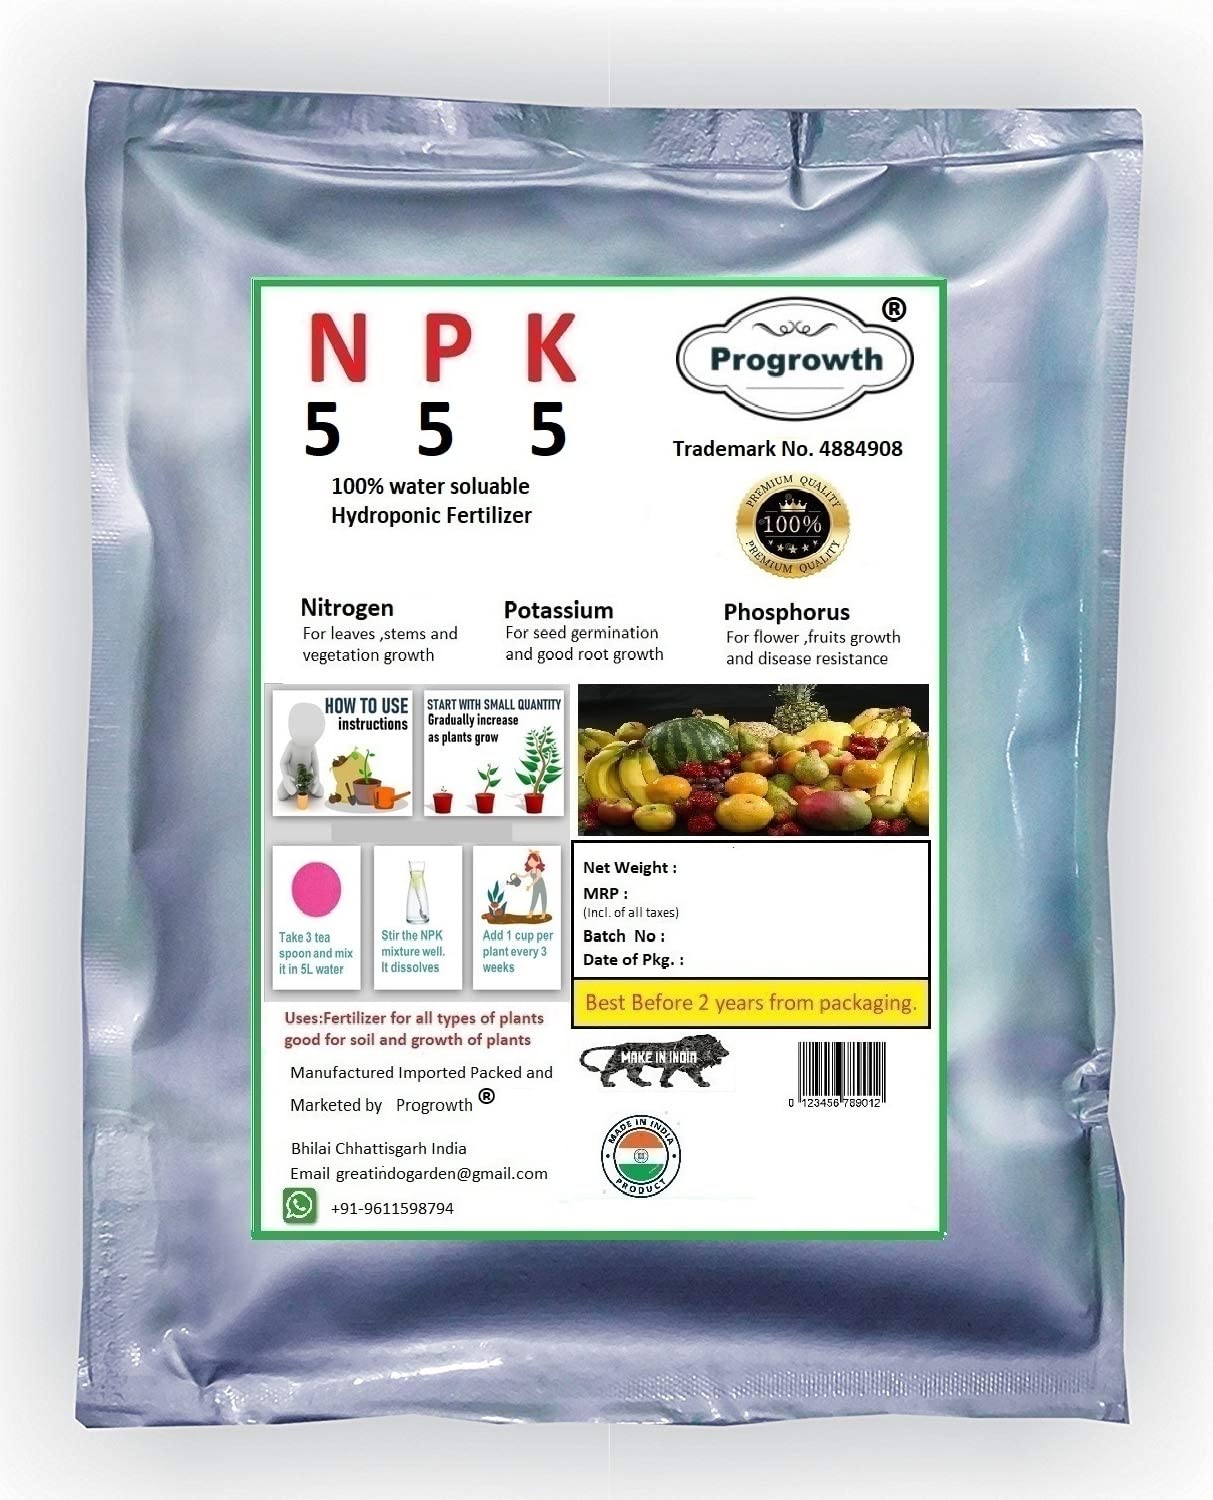 N P K
5 5 5
100% water soluable
Hydroponic Fertilizer
®
Progrowth
Trademark No. 4884908
PREMIUM QUALITY
100%
PREMIUM QUALITY
Nitrogen
For leaves ,stems and
vegetation growth
Potassium
For seed germination
and good root growth
Phosphorus
For flower ,fruits growth
and disease resistance
HOW TO USE
instructions
START WITH SMALL QUANTITY
Gradually increase
as plants grow
Take 3 tea
spoon and mix
it in 5L water
Stir the NPK
mixture well.
It dissolves
Add 1 cup per
plant every 3
weeks
Net Weight :
MRP :
(Incl. of all taxes)
Batch No :
Date of Pkg. :
Best Before 2 years from packaging.
Uses:Fertilizer for all types of plants
good for soil and growth of plants
Manufactured Imported Packed and
Marketed by Progrowth ®
Bhilai Chhattisgarh India
Email greatindogarden@gmail.com
+91-9611598794
MAKE IN INDIA
MADE IN INDIA
PRODUCT
0 123456 789012